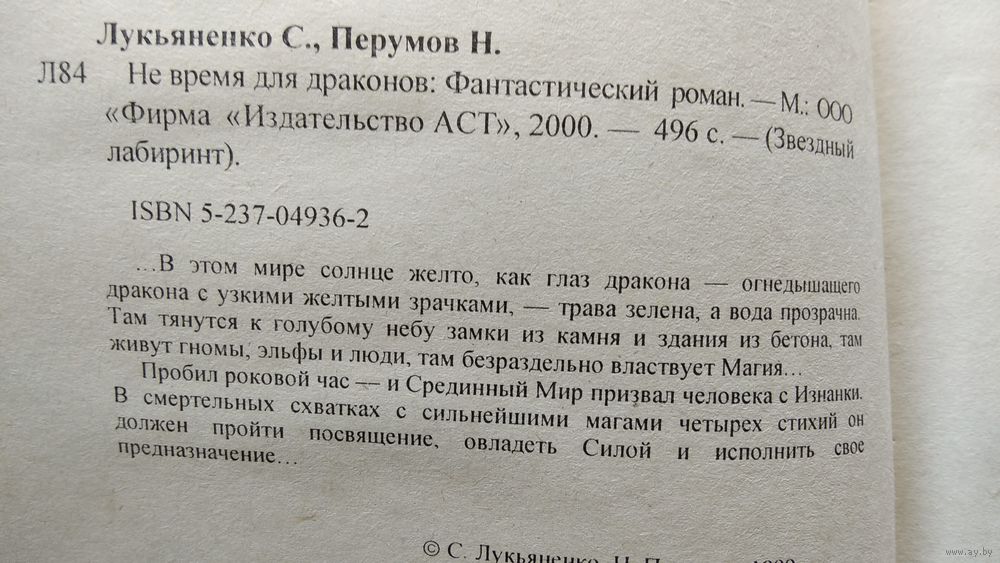 Лукьяненко С., Перумов Н.
Л84 Не время для драконов: Фантастический роман. — М.: ООО
«Фирма «Издательство АСТ», 2000. — 496 с. — (Звездный
лабиринт).
ISBN 5-237-04936-2
...В этом мире солнце желто, как глаз дракона — огнедышащего
дракона с узкими желтыми зрачками, — трава зелена, а вода прозрачна.
Там тянутся к голубому небу замки из камня и здания из бетона, там
живут гномы, эльфы и люди, там безраздельно властвует Магия...
Пробил роковой час — и Срединный Мир призвал человека с Изнанки.
В смертельных схватках с сильнейшими магами четырех стихий он
должен пройти посвящение, овладеть Силой и исполнить свое
предназначение...
© С. Лукьяненко, Н.
www.ay.by